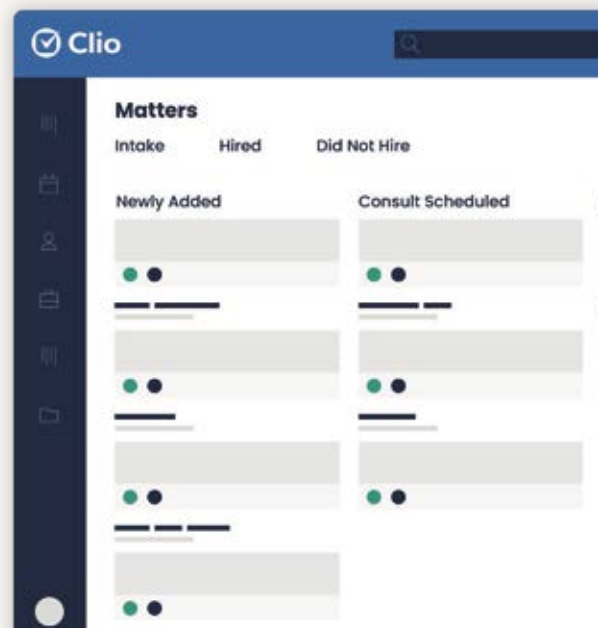 Clio
Matters
Intake Hired Did Not Hire
Newly Added Consult Scheduled